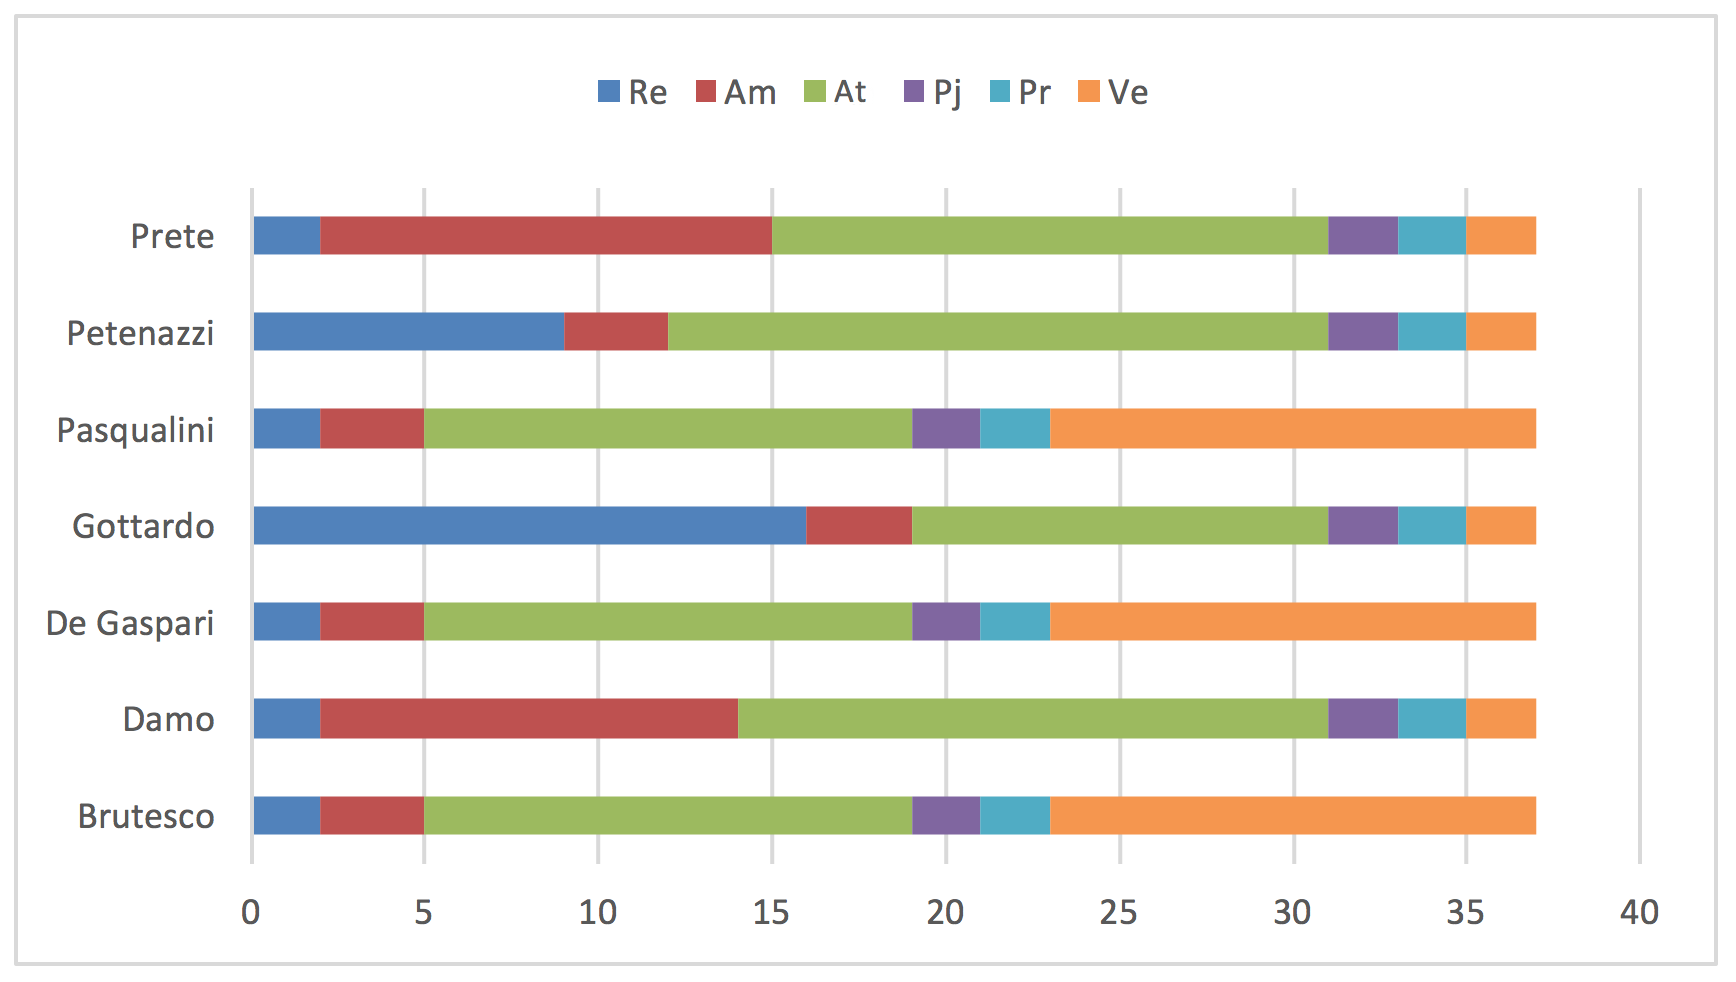 Re Am At Pj Pr Ve
Prete
Petenazzi
Pasqualini
Gottardo
De Gaspari
Damo
Brutesco
0 5 10 15 20 25 30 35 40